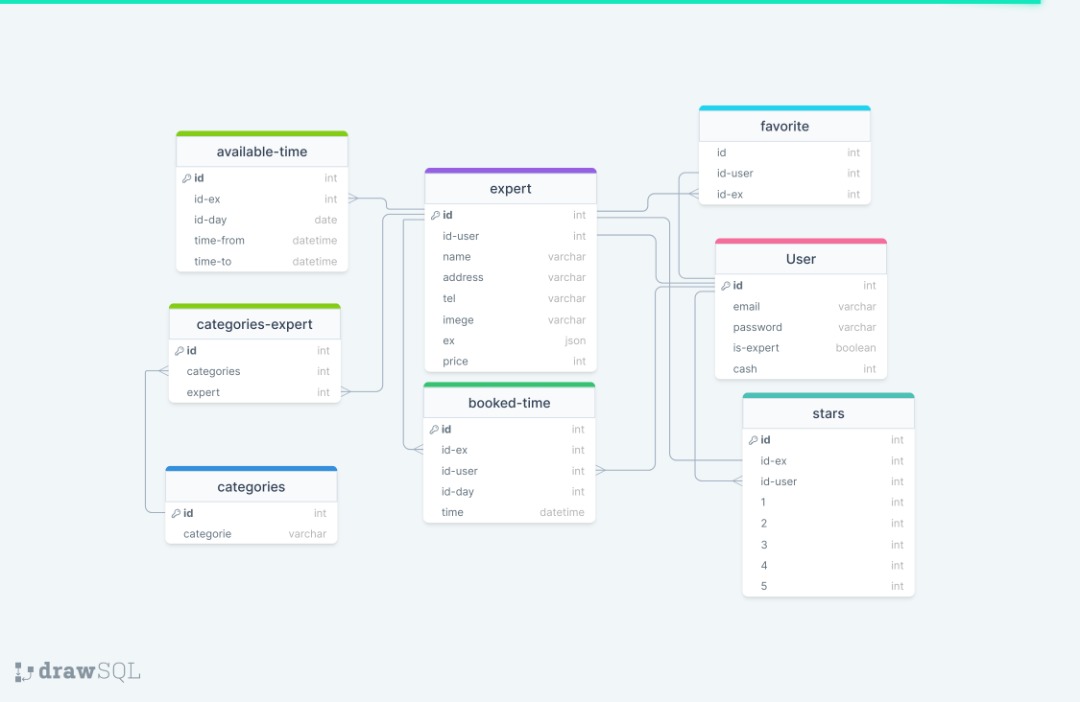 available-time
id int
id-ex int
id-day date
time-from datetime
time-to datetime
categories-expert
id int
categories int
expert int
categories
id int
categorie varchar
expert
id int
id-user int
name varchar
address varchar
tel varchar
imege varchar
ex json
price int
booked-time
id int
id-ex int
id-user int
id-day int
time datetime
favorite
id int
id-user int
id-ex int
User
id int
email varchar
password varchar
is-expert boolean
cash int
stars
id int
id-ex int
id-user int
1 int
2 int
3 int
4 int
5 int
drawSQL